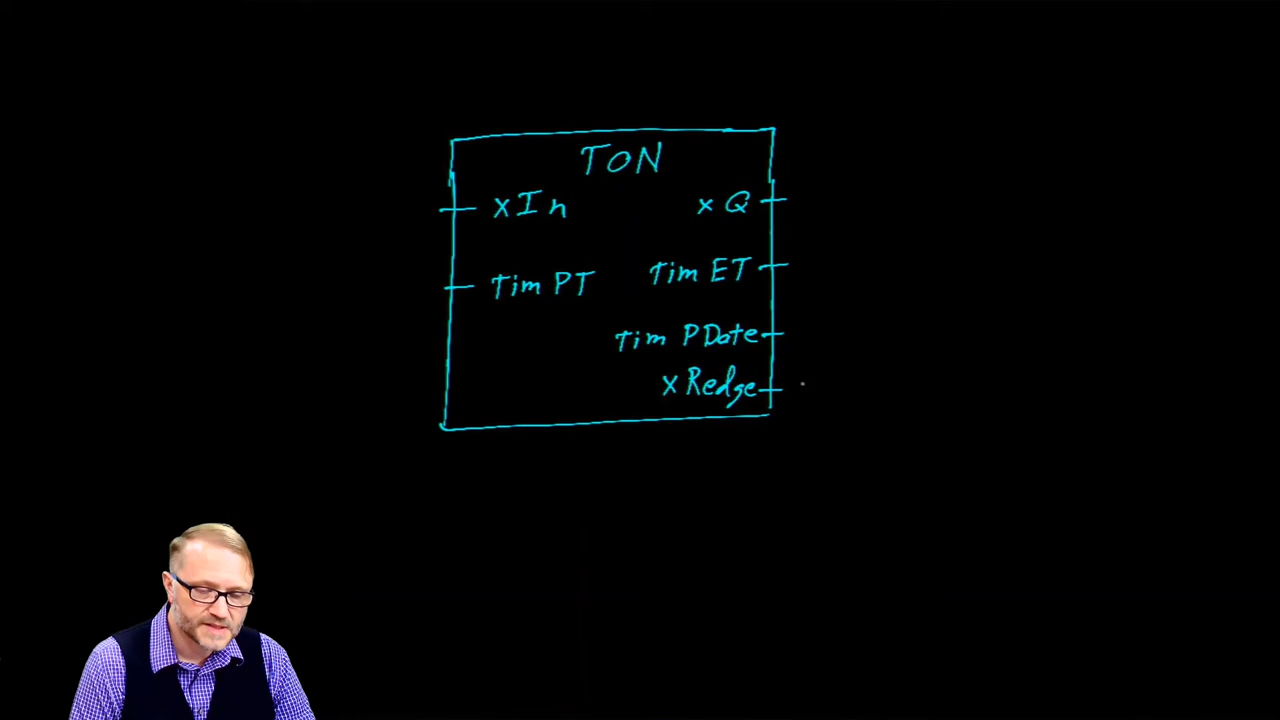 TON
xIn
xQ
Tim PT
Tim ET
Tim PDate
xRedge